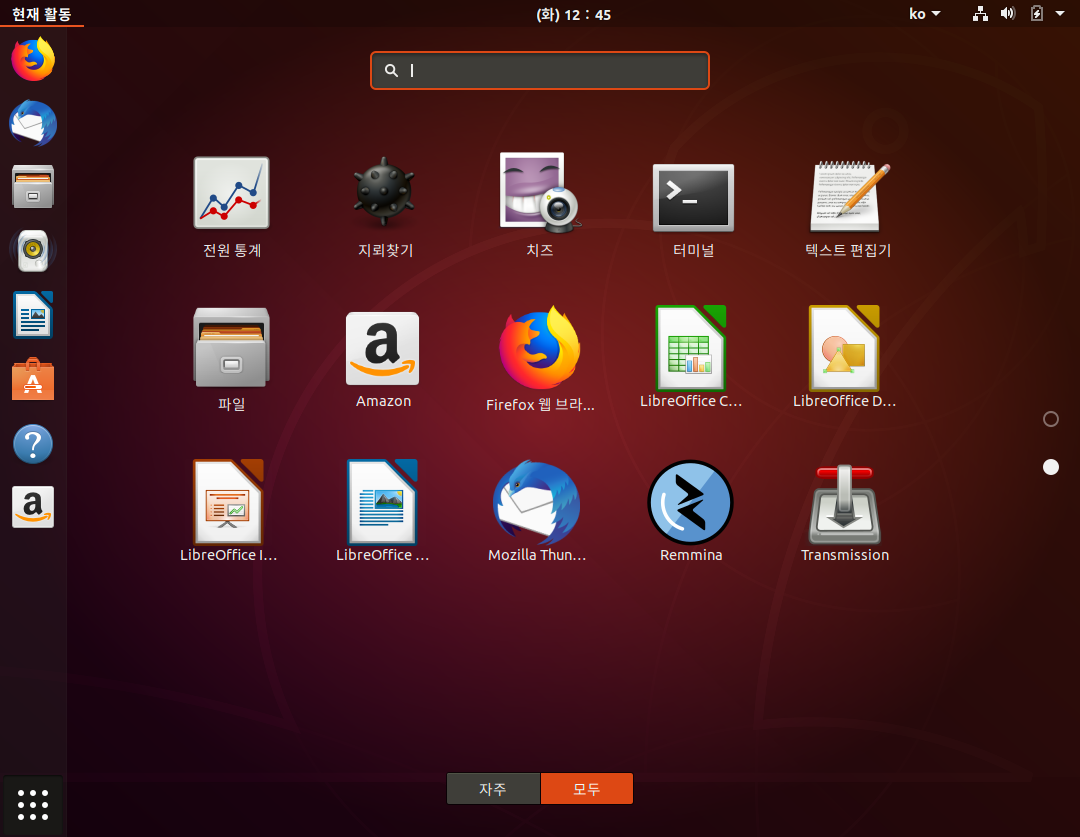 현재 활동
(화) 12 : 45
ko
전원 통계
지뢰찾기
치즈
터미널
텍스트 편집기
파일
Amazon
Firefox 웹 브라...
LibreOffice C...
LibreOffice D...
LibreOffice I...
LibreOffice ...
Mozilla Thun...
Remmina
Transmission
자주
모두